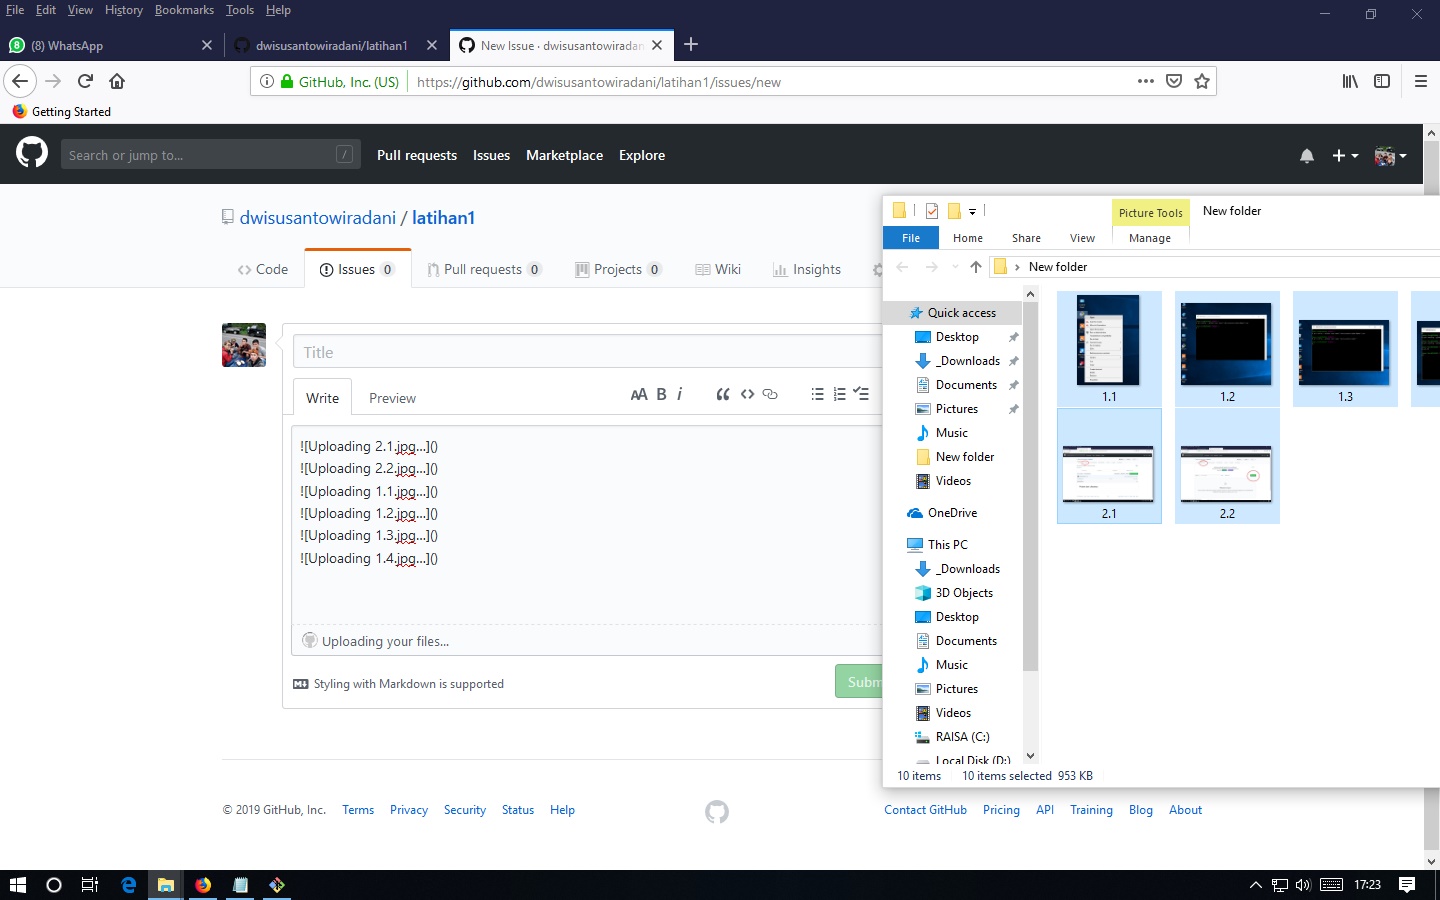 File Edit View History Bookmarks Tools Help
(8) WhatsApp
dwisusantowiradani/latihan1
New Issue · dwisusantowiradan
GitHub, Inc. (US)
https://github.com/dwisusantowiradani/latihan1/issues/new
Getting Started
Search or jump to...
/
Pull requests Issues Marketplace Explore
dwisusantowiradani / latihan1
Code Issues 0 Pull requests 0 Projects 0 Wiki Insights
Title
Write Preview
AA B i
![Uploading 2.1.jpg...]()
![Uploading 2.2.jpg...]()
![Uploading 1.1.jpg...]()
![Uploading 1.2.jpg...]()
![Uploading 1.3.jpg...]()
![Uploading 1.4.jpg...]()
Uploading your files...
Styling with Markdown is supported
Subm
© 2019 GitHub, Inc. Terms Privacy Security Status Help
Contact GitHub Pricing API Training Blog About
Picture Tools New folder
File Home Share View Manage
New folder
Quick access
Desktop
_Downloads
Documents
Pictures
Music
New folder
Videos
OneDrive
This PC
_Downloads
3D Objects
Desktop
Documents
Music
Pictures
Videos
RAISA (C:)
Local Disk (D:)
1.1 1.2 1.3
2.1 2.2
10 items 10 items selected 953 KB
17:23